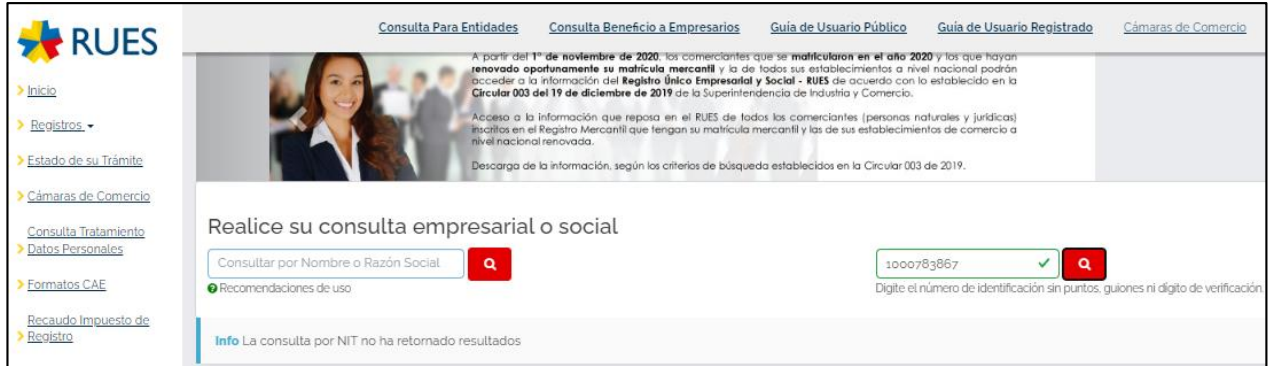 RUES
Consulta Para Entidades
Consulta Beneficio a Empresarios
Guía de Usuario Público
Guía de Usuario Registrado
Cámaras de Comercio
Inicio
Registros
Estado de su Trámite
Cámaras de Comercio
Consulta Tratamiento
Datos Personales
Formatos CAE
Recaudo Impuesto de
Registro
A partir del 1° de noviembre de 2020, los comerciantes que se matricularon en el año 2020 y los que hayan
renovado oportunamente su matrícula mercantil y la de todos sus establecimientos a nivel nacional podrán
acceder a la información del Registro Único Empresarial y Social - RUES de acuerdo con lo establecido en la
Circular 003 del 19 de diciembre de 2019 de la Superintendencia de Industria y Comercio.
Acceso a la información que reposa en el RUES de todos los comerciantes (personas naturales y jurídicas)
inscritos en el Registro Mercantil que tengan su matrícula mercantil y las de sus establecimientos de comercio a
nivel nacional renovada.
Descarga de la información, según los criterios de búsqueda establecidos en la Circular 003 de 2019.
Realice su consulta empresarial o social
Consultar por Nombre o Razón Social
Recomendaciones de uso
1000783867
Digite el número de identificación sin puntos, guiones ni dígito de verificación.
Info La consulta por NIT no ha retornado resultados